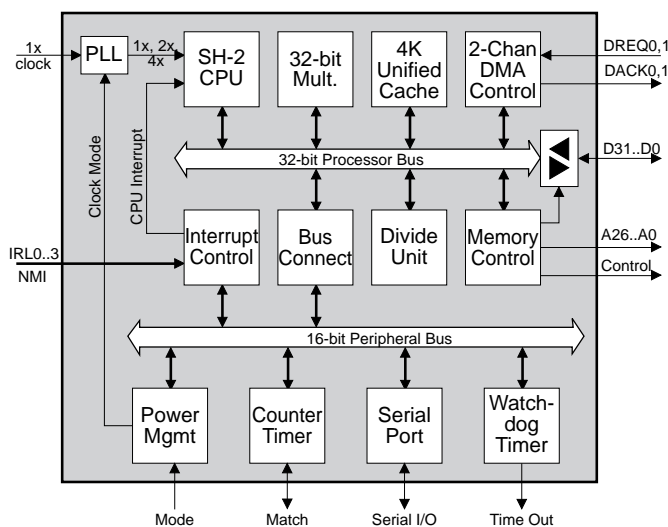 1x
clock
PLL
1x, 2x,
4x
SH-2
CPU
32-bit
Mult.
4K
Unified
Cache
2-Chan
DMA
Control
DREQ0,1
DACK0,1
32-bit Processor Bus
D31..D0
Clock Mode
CPU Interrupt
IRL0..3
NMI
Interrupt
Control
Bus
Connect
Divide
Unit
Memory
Control
A26..A0
Control
16-bit Peripheral Bus
Power
Mgmt
Counter
Timer
Serial
Port
Watch-
dog
Timer
Mode
Match
Serial I/O
Time Out